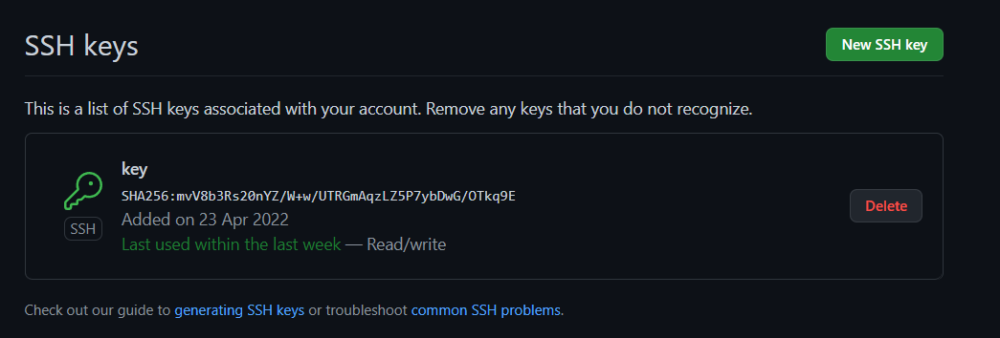 SSH keys
New SSH key
This is a list of SSH keys associated with your account. Remove any keys that you do not recognize.
key
SHA256:mvV8b3Rs20nYZ/W+w/UTRGmAqzLZ5P7ybDwG/OTkq9E
Added on 23 Apr 2022
Last used within the last week — Read/write
SSH
Delete
Check out our guide to generating SSH keys or troubleshoot common SSH problems.